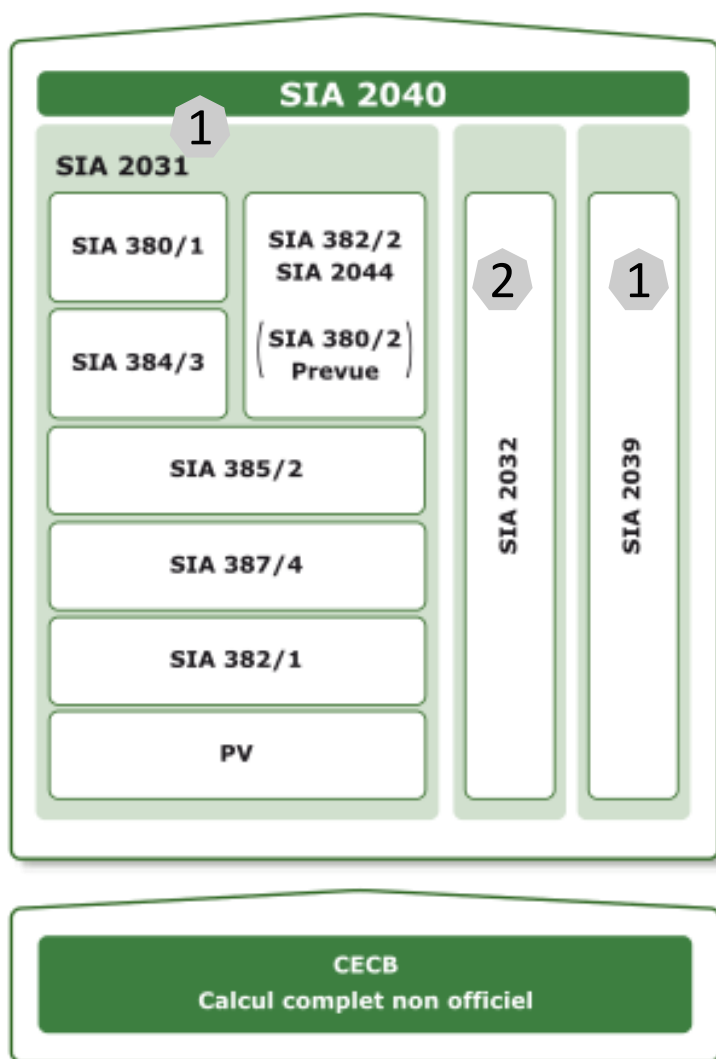 SIA 2040
1
SIA 2031
SIA 380/1
SIA 384/3
SIA 382/2
SIA 2044
(SIA 380/2
Prevue)
SIA 385/2
SIA 387/4
SIA 382/1
PV
2
SIA 2032
1
SIA 2039
CECB
Calcul complet non officiel